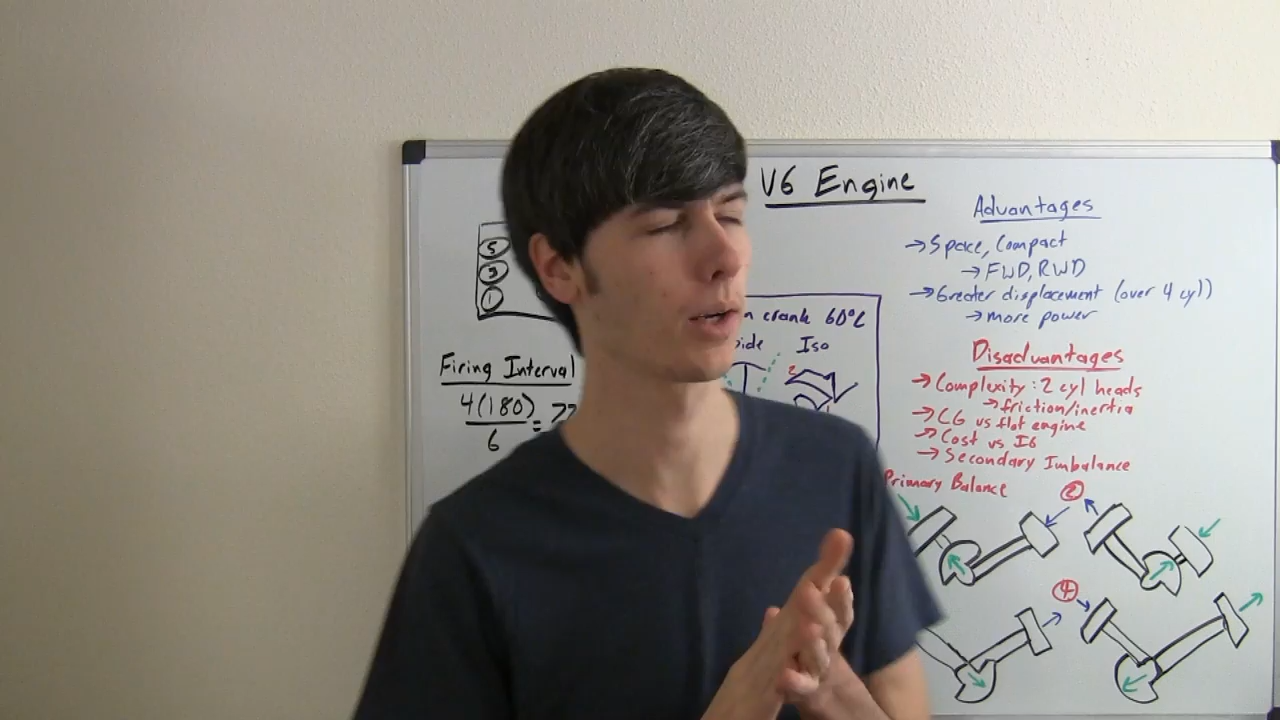 V6 Engine
5
3
1
Firing Interval
4(180)
6
=
crank 60°C
Iso
2
Advantages
→ Space, Compact
→ FWD, RWD
→ Greater displacement (over 4 cyl)
→ more power
Disadvantages
→ Complexity: 2 cyl heads
→ friction/inertia
→ CG vs flat engine
→ Cost vs I6
→ Secondary Imbalance
Primary Balance
2
4